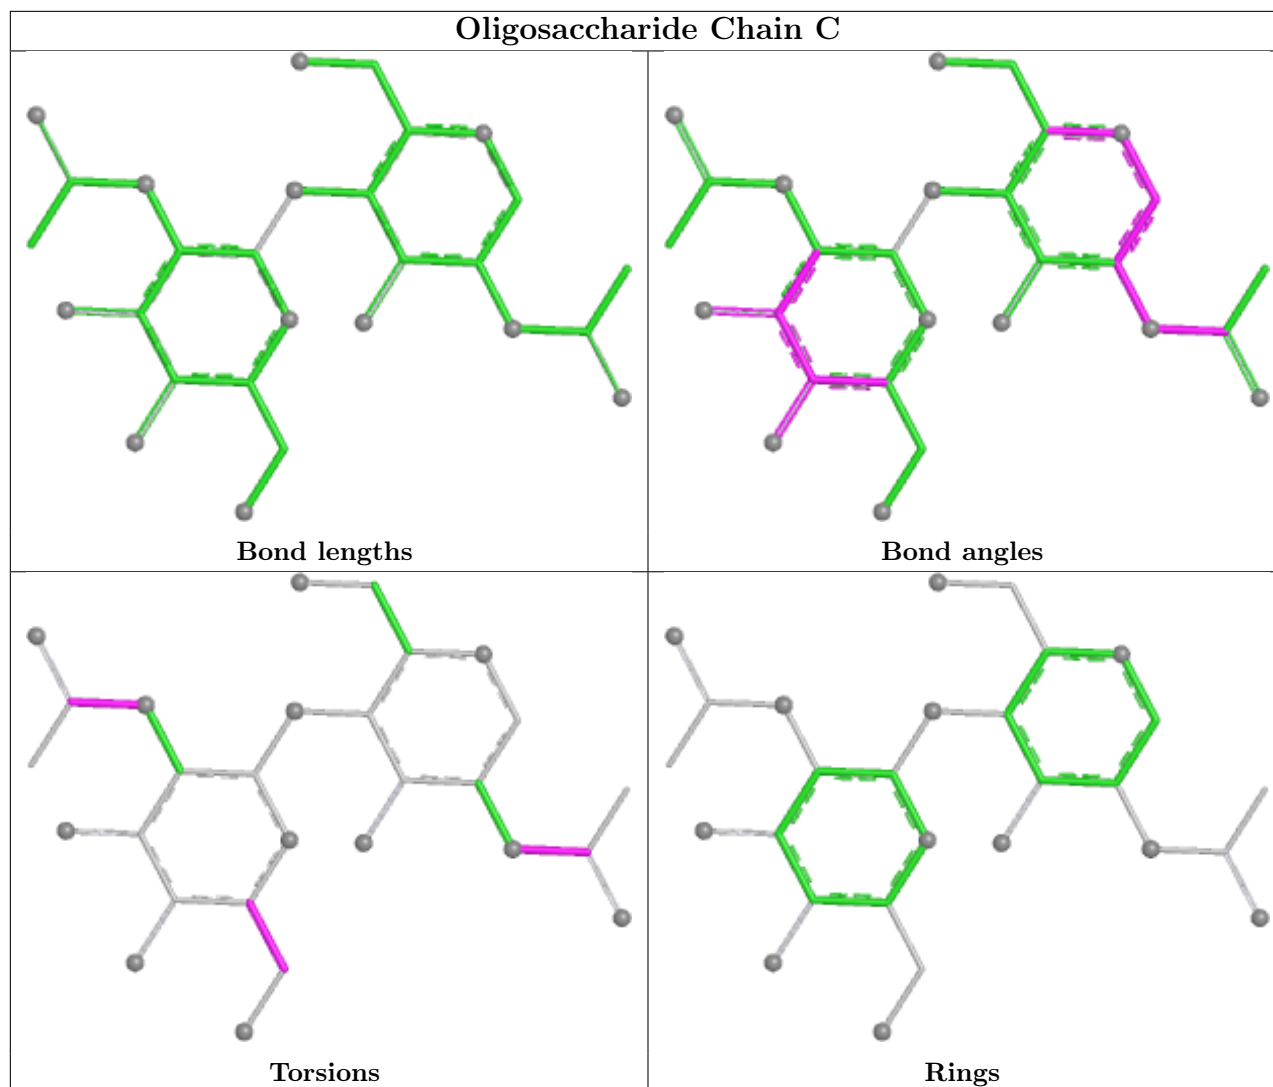 Oligosaccharide Chain C
Bond lengths
Bond angles
Torsions
Rings